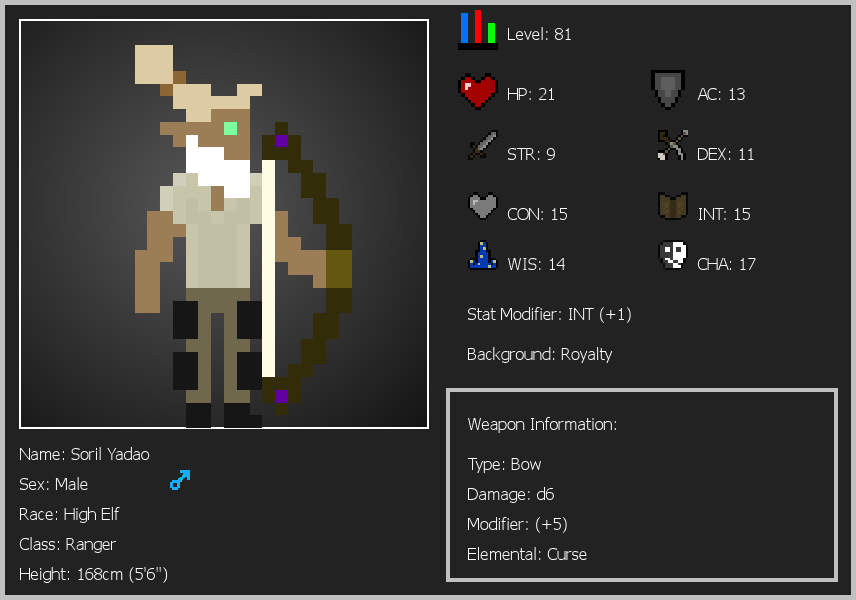 Level: 81
HP: 21
AC: 13
STR: 9
DEX: 11
CON: 15
INT: 15
WIS: 14
CHA: 17
Stat Modifier: INT (+1)
Background: Royalty
Weapon Information:
Type: Bow
Damage: d6
Modifier: (+5)
Elemental: Curse
Name: Soril Yadao
Sex: Male
Race: High Elf
Class: Ranger
Height: 168cm (5'6")